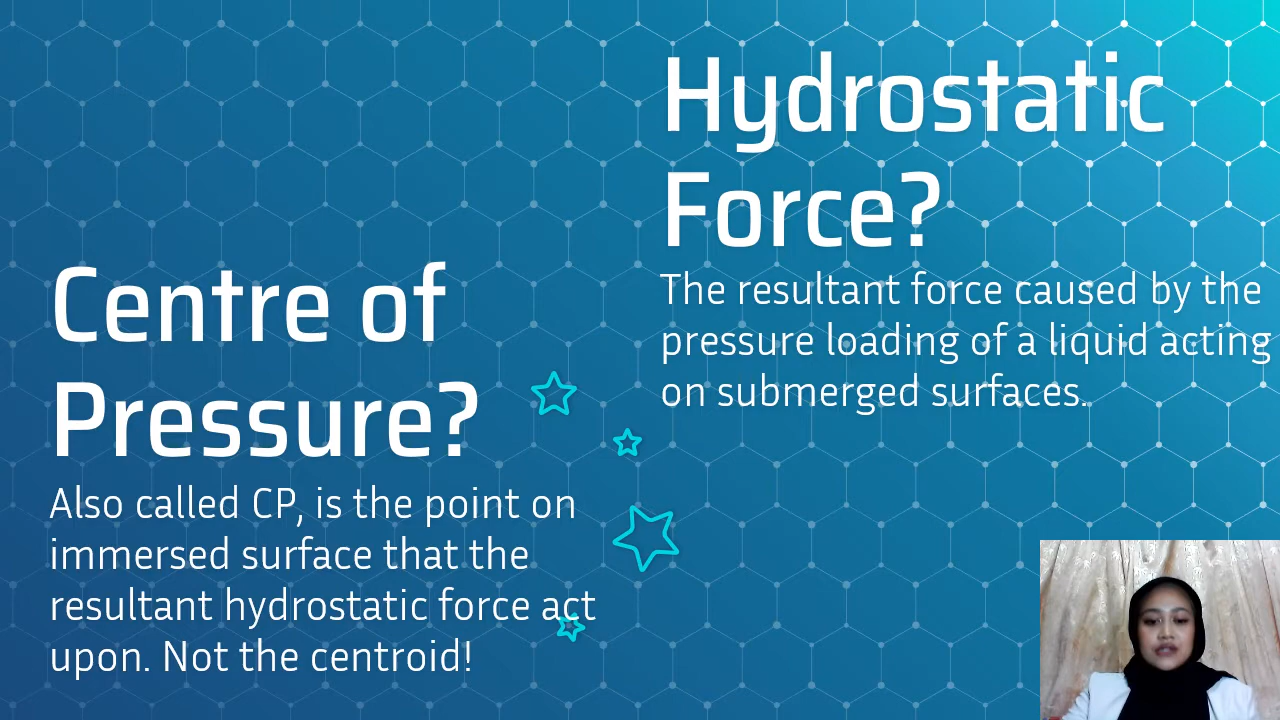 Hydrostatic
Force?
The resultant force caused by the
pressure loading of a liquid acting
on submerged surfaces.
Centre of
Pressure?
Also called CP, is the point on
immersed surface that the
resultant hydrostatic force act
upon. Not the centroid!